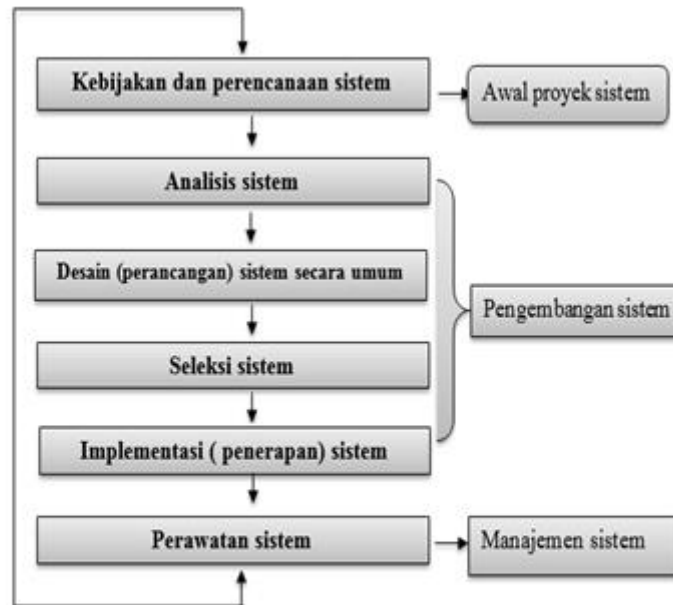 Kebijakan dan perencanaan sistem
Awal proyek sistem
Analisis sistem
Desain (perancangan) sistem secara umum
Pengembangan sistem
Seleksi sistem
Implementasi ( penerapan) sistem
Perawatan sistem
Manajemen sistem